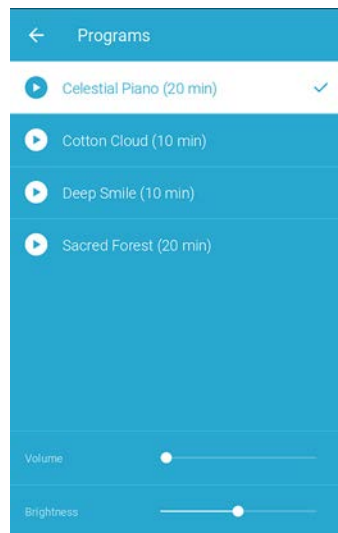 Programs
Celestial Piano (20 min)
Cotton Cloud (10 min)
Deep Smile (10 min)
Sacred Forest (20 min)
Volume
Brightness